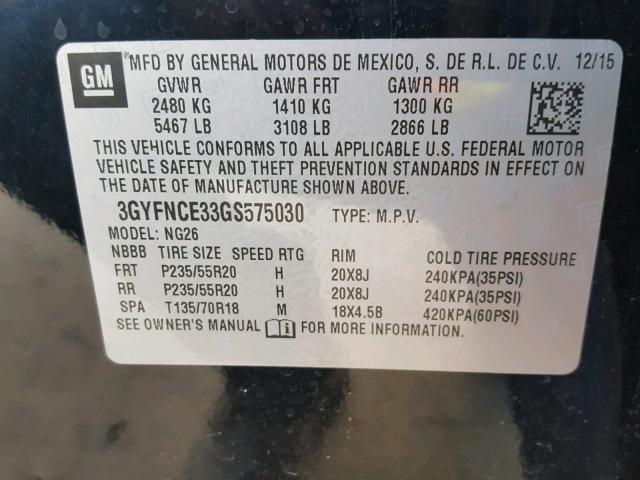 GM
MFD BY GENERAL MOTORS DE MEXICO, S. DE R.L. DE C.V. 12/15
GVWR GAWR FRT GAWR RR
2480 KG 1410 KG 1300 KG
5467 LB 3108 LB 2866 LB
THIS VEHICLE CONFORMS TO ALL APPLICABLE U.S. FEDERAL MOTOR
VEHICLE SAFETY AND THEFT PREVENTION STANDARDS IN EFFECT ON
THE DATE OF MANUFACTURE SHOWN ABOVE.
3GYFNCE33GS575030 TYPE: M.P.V.
MODEL: NG26
NBBB TIRE SIZE SPEED RTG RIM COLD TIRE PRESSURE
FRT P235/55R20 H 20X8J 240KPA(35PSI)
RR P235/55R20 H 20X8J 240KPA(35PSI)
SPA T135/70R18 M 18X4.5B 420KPA(60PSI)
SEE OWNER'S MANUAL FOR MORE INFORMATION.